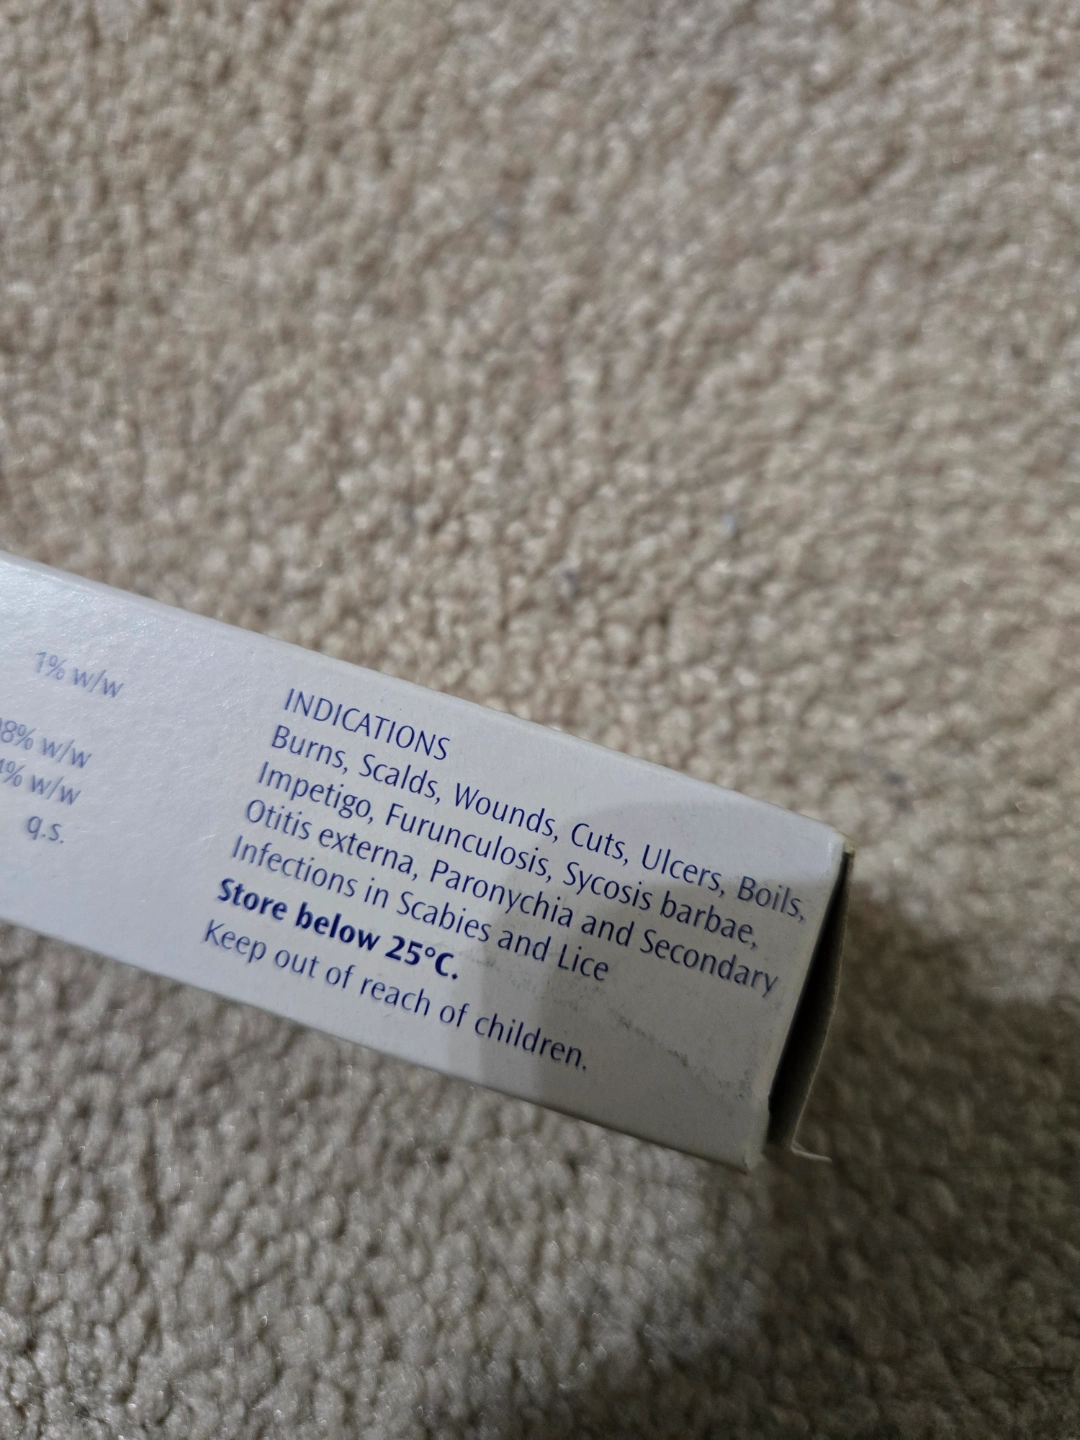 1% w/w
8% w/w
% w/w
q.s.
INDICATIONS
Burns, Scalds, Wounds, Cuts, Ulcers, Boils,
Impetigo, Furunculosis, Sycosis barbae,
Otitis externa, Paronychia and Secondary
Infections in Scabies and Lice
Store below 25°C.
Keep out of reach of children.